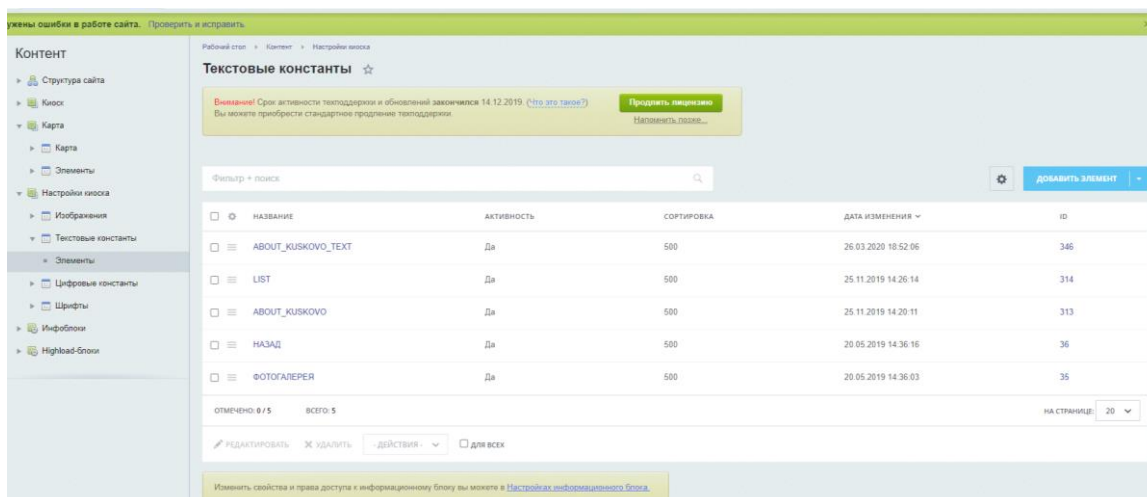 ужены ошибки в работе сайта. Проверить и исправить
Контент
Структура сайта
Киоск
Карта
Карта
Элементы
Настройки киоска
Изображения
Текстовые константы
Элементы
Цифровые константы
Шрифты
Инфоблоки
Highload-блоки
Рабочий стол Контент Настройки киоска
Текстовые константы
Внимание! Срок активности техподдержки и обновлений закончился 14.12.2019. (Что это такое?)
Вы можете приобрести стандартное продление техподдержки.
Продлить лицензию
Напомнить позже...
Фильтр + поиск
ДОБАВИТЬ ЭЛЕМЕНТ
НАЗВАНИЕ АКТИВНОСТЬ СОРТИРОВКА ДАТА ИЗМЕНЕНИЯ ID
ABOUT_KUSKOVO_TEXT Да 500 26.03.2020 18:52:06 346
LIST Да 500 25.11.2019 14:26:14 314
ABOUT_KUSKOVO Да 500 25.11.2019 14:20:11 313
НАЗАД Да 500 20.05.2019 14:36:16 36
ФОТОГАЛЕРЕЯ Да 500 20.05.2019 14:36:03 35
ОТМЕЧЕНО: 0 / 5 ВСЕГО: 5 НА СТРАНИЦЕ: 20
РЕДАКТИРОВАТЬ УДАЛИТЬ - ДЕЙСТВИЯ - ДЛЯ ВСЕХ
Изменить свойства и права доступа к информационному блоку вы можете в Настройках информационного блока.